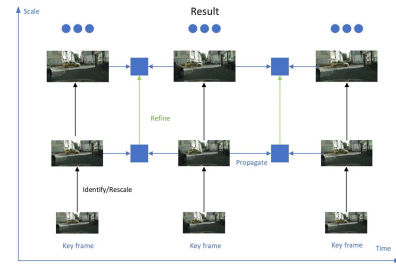 Scale
Result
Refine
Propagate
Identify/Rescale
Key frame
Key frame
Key frame
Time